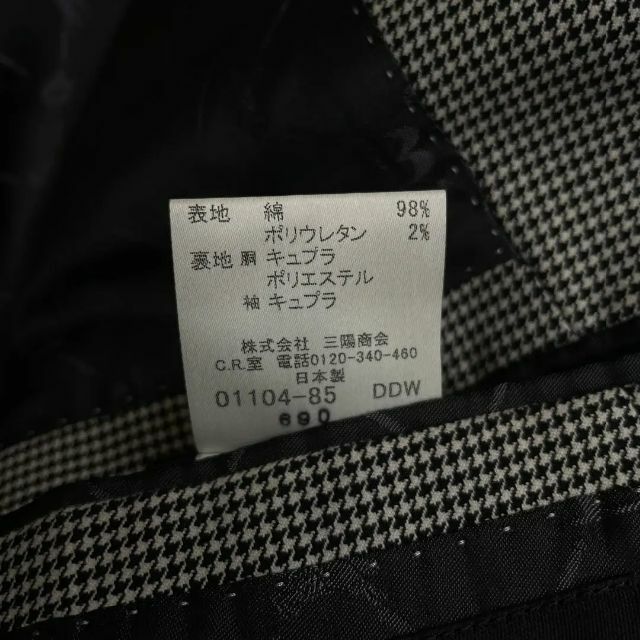 表地 綿 98%
ポリウレタン 2%
裏地 胴 キュプラ
ポリエステル
袖 キュプラ
株式会社 三陽商会
C.R.室 電話0120-340-460
日本製
01104-85 DDW
690